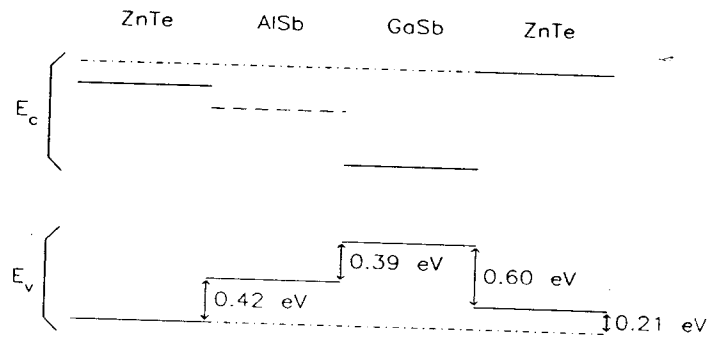 ZnTe AlSb GaSb ZnTe
E_c
E_v
0.39 eV
0.60 eV
0.42 eV
0.21 eV